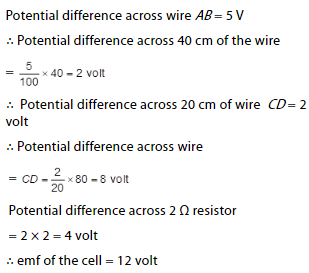 Potential difference across wire AB = 5 V
∴ Potential difference across 40 cm of the wire
= 5/100 × 40 = 2 volt
∴ Potential difference across 20 cm of wire CD = 2
volt
∴ Potential difference across wire
= CD = 2/20 × 80 = 8 volt
Potential difference across 2 Ω resistor
= 2 × 2 = 4 volt
∴ emf of the cell = 12 volt